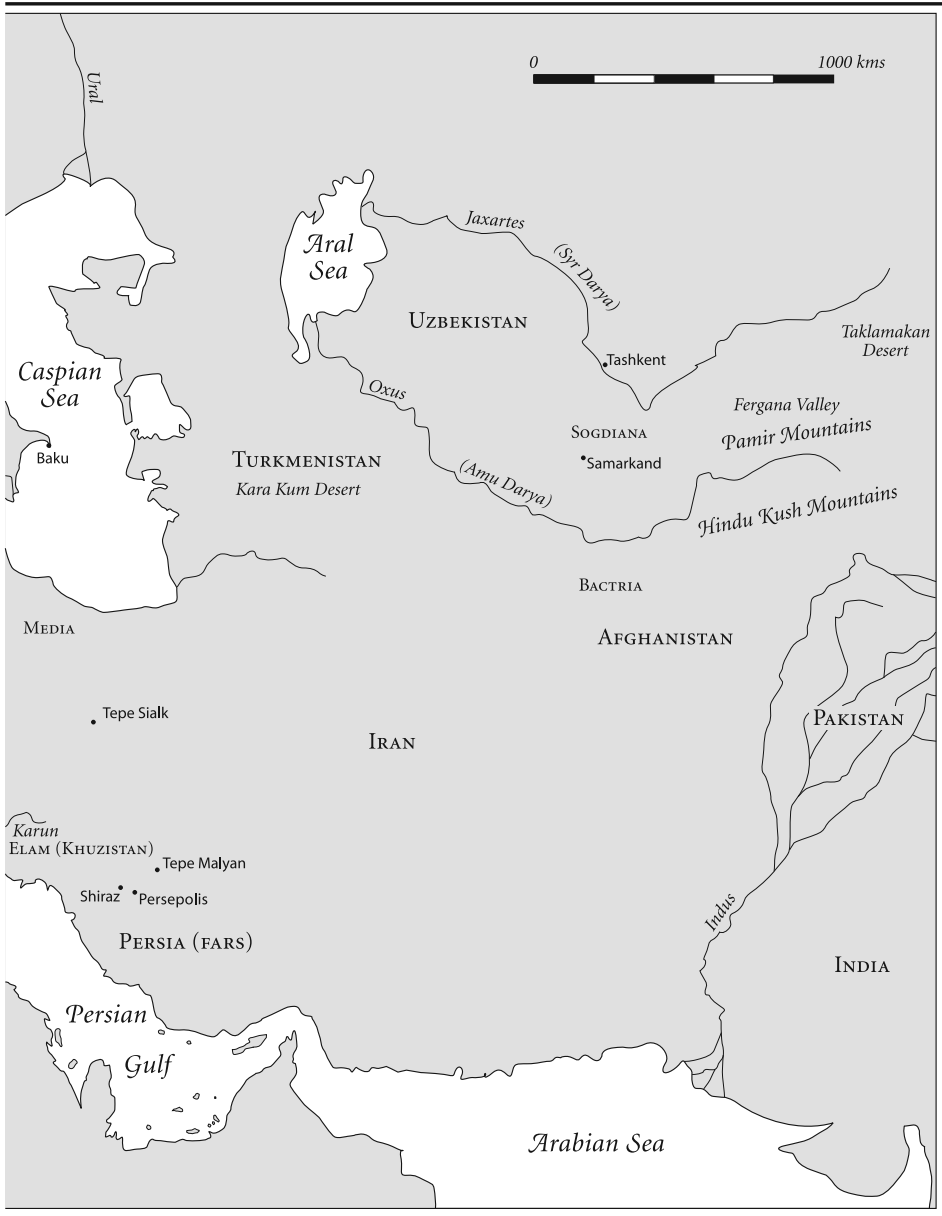 0 1000 kms
Ural
Jaxartes
Aral
Sea
(Syr Darya)
UZBEKISTAN
Taklamakan
Desert
Tashkent
Caspian
Sea
Oxus
Fergana Valley
SOGDIANA
Pamir Mountains
Baku
TURKMENISTAN
Samarkand
Kara Kum Desert
(Amu Darya)
Hindu Kush Mountains
BACTRIA
MEDIA
AFGHANISTAN
Tepe Sialk
PAKISTAN
IRAN
Karun
ELAM (KHUZISTAN)
Tepe Malyan
Shiraz
Persepolis
Indus
PERSIA (FARS)
INDIA
Persian
Gulf
Arabian Sea